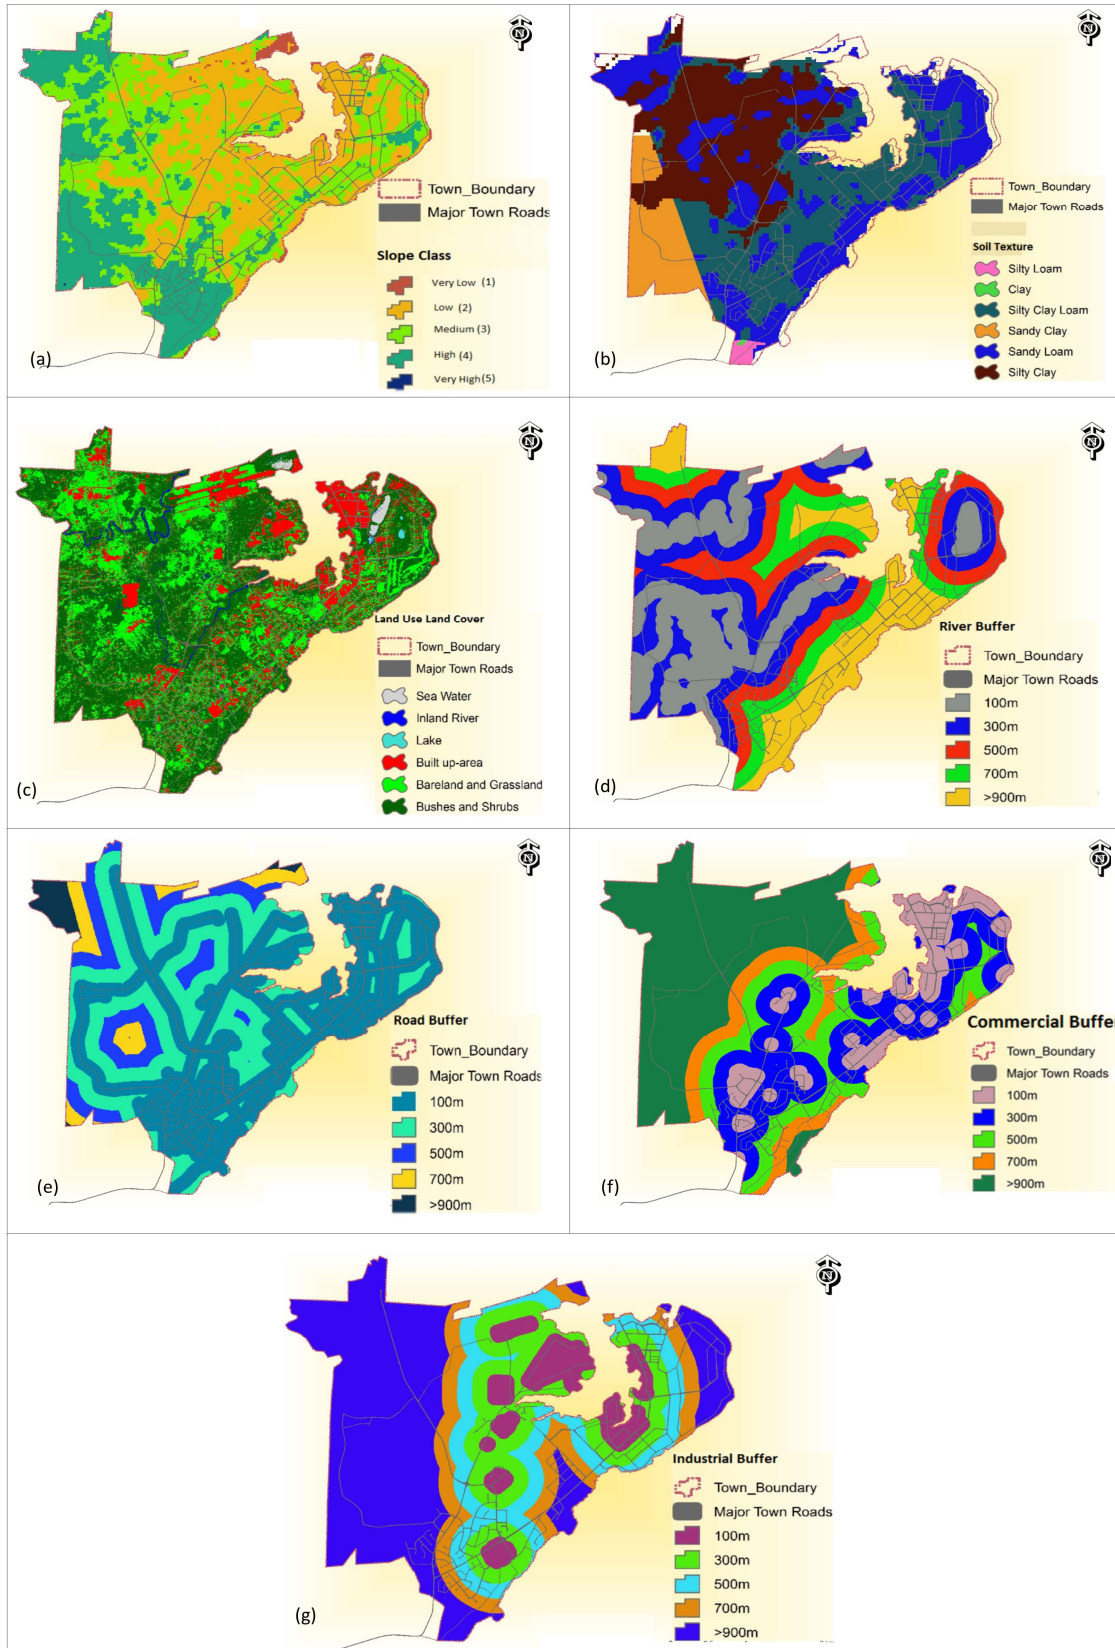 N
Town_Boundary
Major Town Roads
Slope Class
Very Low (1)
Low (2)
Medium (3)
High (4)
Very High (5)
(a)
N
Town_Boundary
Major Town Roads
Soil Texture
Silty Loam
Clay
Silty Clay Loam
Sandy Clay
Sandy Loam
Silty Clay
(b)
N
Land Use Land Cover
Town_Boundary
Major Town Roads
Sea Water
Inland River
Lake
Built up-area
Bareland and Grassland
Bushes and Shrubs
(c)
N
River Buffer
Town_Boundary
Major Town Roads
100m
300m
500m
700m
>900m
(d)
N
Road Buffer
Town_Boundary
Major Town Roads
100m
300m
500m
700m
>900m
(e)
N
Commercial Buffer
Town_Boundary
Major Town Roads
100m
300m
500m
700m
>900m
(f)
N
Industrial Buffer
Town_Boundary
Major Town Roads
100m
300m
500m
700m
>900m
(g)